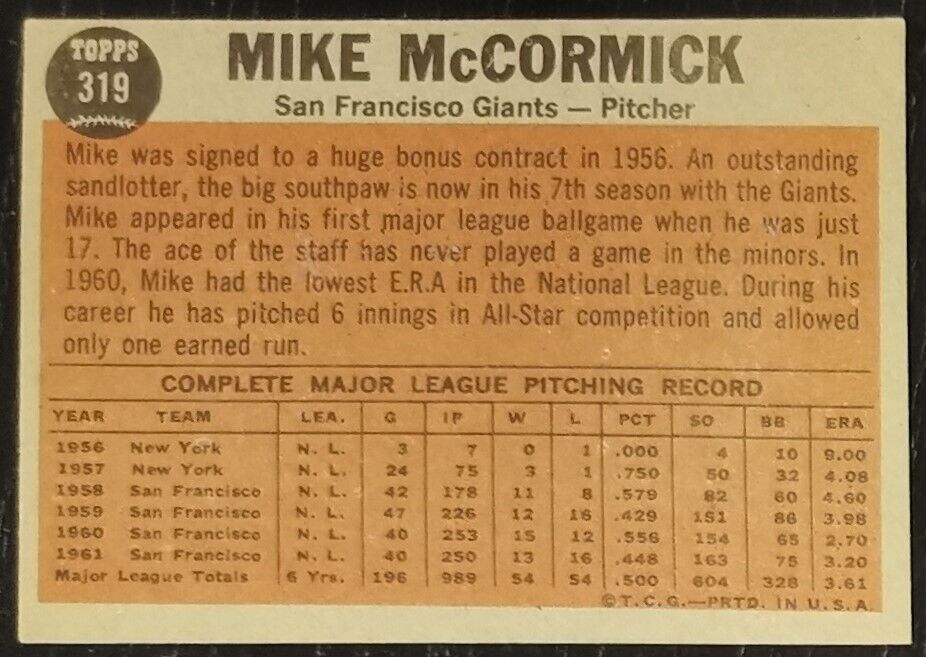 TOPPS
319
MIKE McCORMICK
San Francisco Giants — Pitcher
Mike was signed to a huge bonus contract in 1956. An outstanding
sandlotter, the big southpaw is now in his 7th season with the Giants.
Mike appeared in his first major league ballgame when he was just
17. The ace of the staff has never played a game in the minors. In
1960, Mike had the lowest E.R.A in the National League. During his
career he has pitched 6 innings in All-Star competition and allowed
only one earned run.
COMPLETE MAJOR LEAGUE PITCHING RECORD
YEAR TEAM LEA. G IP W L PCT SO BB ERA
1956 New York N. L. 3 7 0 1 .000 4 10 9.00
1957 New York N. L. 24 75 3 1 .750 50 32 4.08
1958 San Francisco N. L. 42 178 11 8 .579 82 60 4.60
1959 San Francisco N. L. 47 226 12 16 .429 151 86 3.98
1960 San Francisco N. L. 40 253 15 12 .556 154 65 2.70
1961 San Francisco N. L. 40 250 13 16 .448 163 75 3.20
Major League Totals 6 Yrs. 196 989 54 54 .500 604 328 3.61
©T.C.G.—PRTD. IN U.S.A.